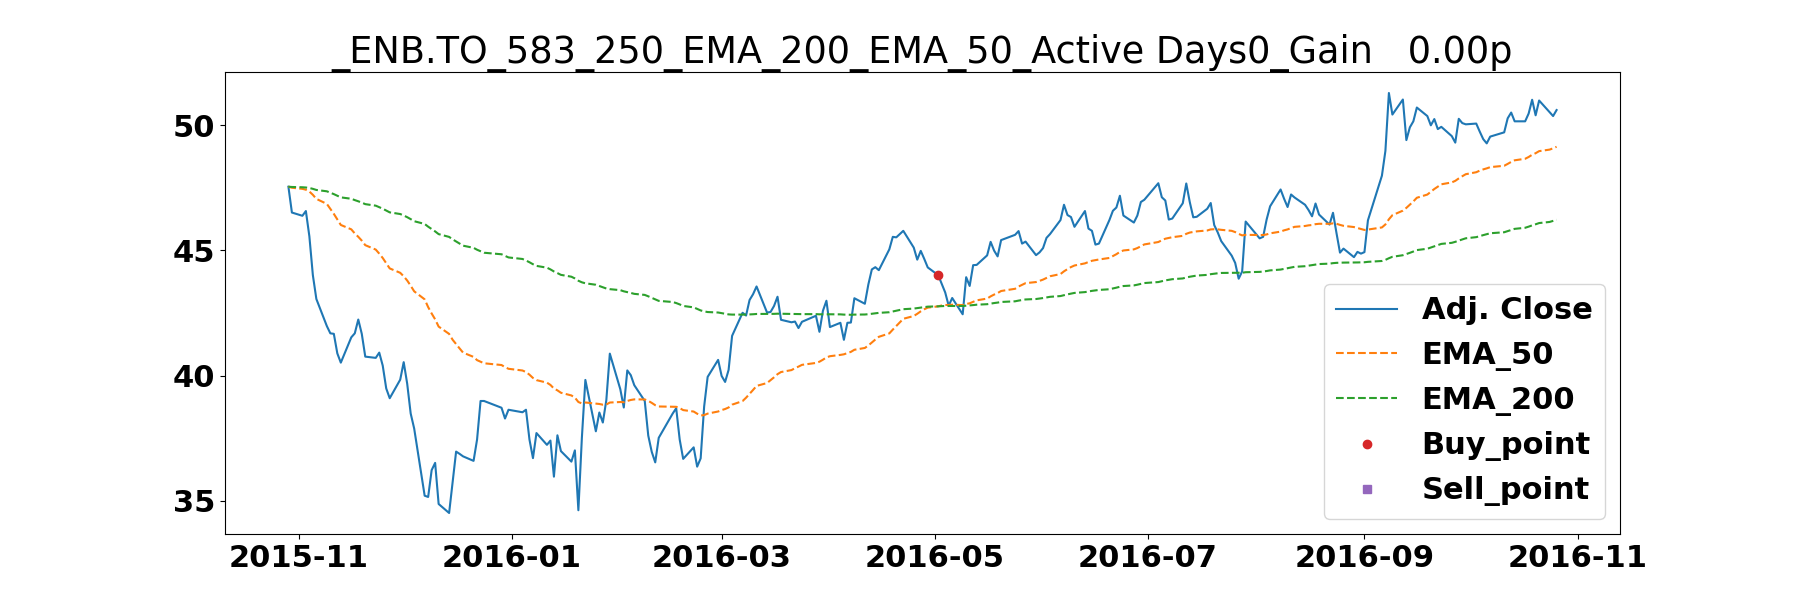 _ENB.TO_583_250_EMA_200_EMA_50_Active Days0_Gain   0.00p
50
45
40
35
Adj. Close
EMA_50
EMA_200
Buy_point
Sell_point
2015-11 2016-01 2016-03 2016-05 2016-07 2016-09 2016-11